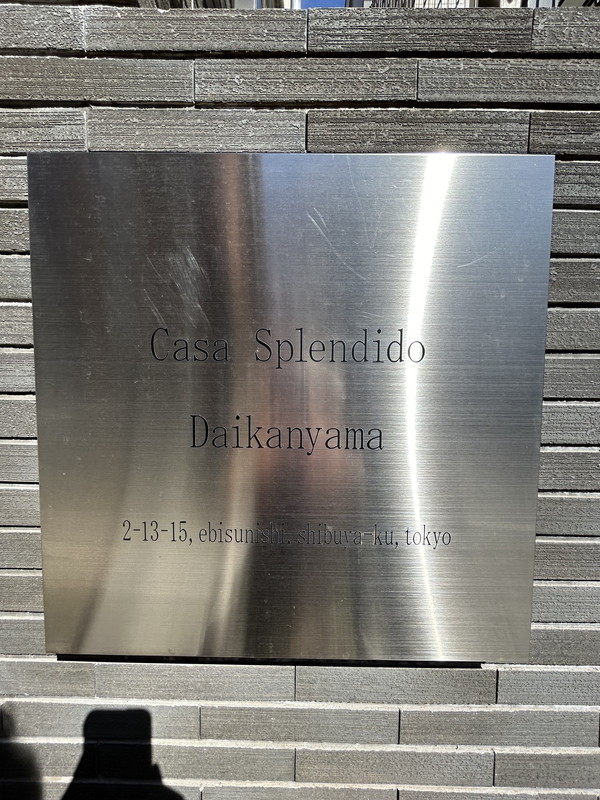 Casa Splendido
Daikanyama
2-13-15, ebisunishi, shibuya-ku, tokyo